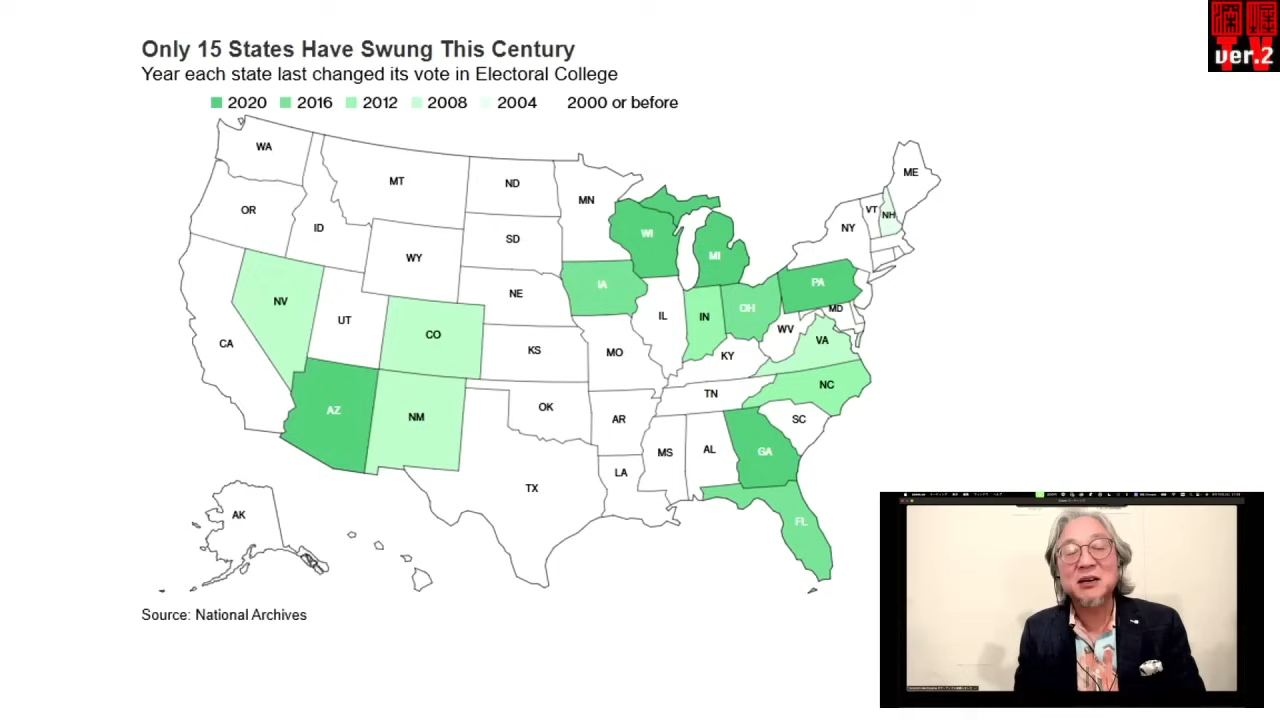 深掘
TV
ver.2
Only 15 States Have Swung This Century
Year each state last changed its vote in Electoral College
2020 2016 2012 2008 2004 2000 or before
WA
MT
ND
MN
ME
OR
ID
SD
WI
NY
VT
NH
WY
MI
NE
IA
PA
NV
UT
CO
IL
IN
OH
MD
CA
KS
MO
WV
VA
KY
AZ
NM
OK
AR
TN
NC
SC
TX
LA
MS
AL
GA
AK
FL
Source: National Archives